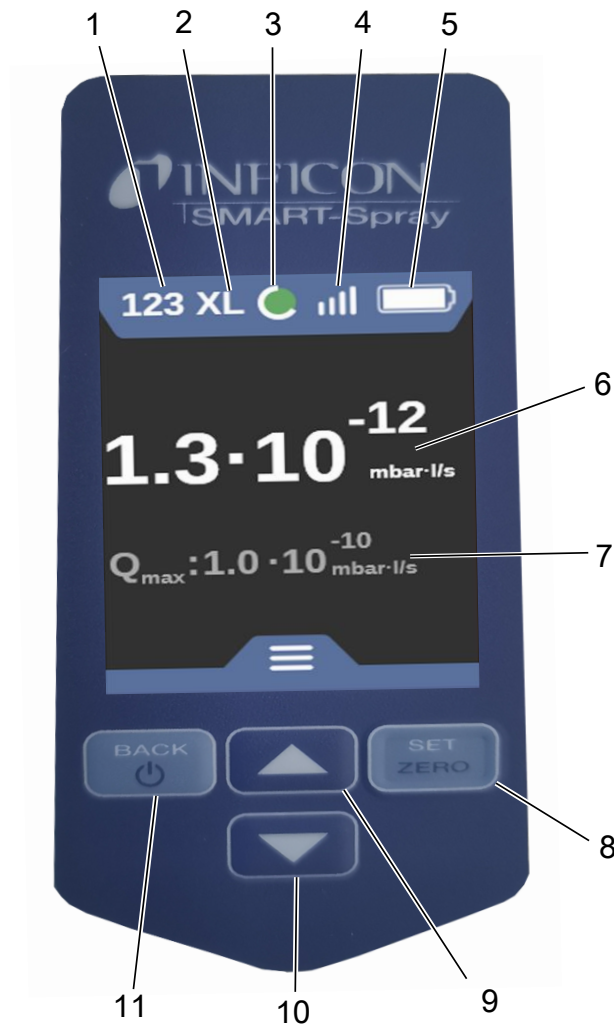 1 2 3 4 5
INFICON
SMART-Spray
123 XL
1.3·10⁻¹² mbar·l/s
6
Qmax:1.0·10⁻¹⁰ mbar·l/s
7
BACK
SET
ZERO
8
11 10 9